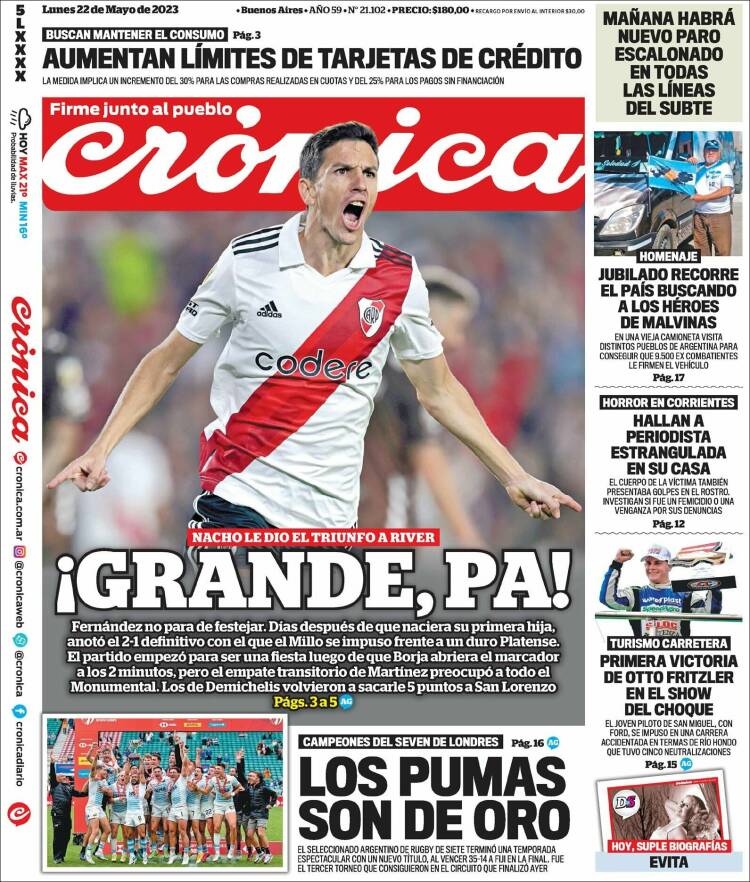 5LXXXX
Lunes 22 de Mayo de 2023
•Buenos Aires• AÑO 59 • Nº 21.102 • PRECIO: $180,00 • RECARGO POR ENVÍO AL INTERIOR $30,00
BUSCAN MANTENER EL CONSUMO Pág. 3
AUMENTAN LÍMITES DE TARJETAS DE CRÉDITO
LA MEDIDA IMPLICA UN INCREMENTO DEL 30% PARA LAS COMPRAS REALIZADAS EN CUOTAS Y DEL 25% PARA LOS PAGOS SIN FINANCIACIÓN
MAÑANA HABRÁ
NUEVO PARO
ESCALONADO
EN TODAS
LAS LÍNEAS
DEL SUBTE
HOY MAX 21º MIN 16º
Probabilidad de lluvias.
Firme junto al pueblo
crónica
adidas
codere
HOMENAJE
JUBILADO RECORRE
EL PAÍS BUSCANDO
A LOS HÉROES
DE MALVINAS
EN UNA VIEJA CAMIONETA VISITA
DISTINTOS PUEBLOS DE ARGENTINA PARA
CONSEGUIR QUE 9.500 EX COMBATIENTES
LE FIRMEN EL VEHÍCULO
Pág. 17
HORROR EN CORRIENTES
HALLAN A
PERIODISTA
ESTRANGULADA
EN SU CASA
EL CUERPO DE LA VÍCTIMA TAMBIÉN
PRESENTABA GOLPES EN EL ROSTRO.
INVESTIGAN SI FUE UN FEMICIDIO O UNA
VENGANZA POR SUS DENUNCIAS
Pág. 12
crónica
cronica.com.ar
@cronicaweb
@cronica
cronicadiario
NACHO LE DIO EL TRIUNFO A RIVER
¡GRANDE, PA!
Fernández no para de festejar. Días después de que naciera su primera hija,
anotó el 2-1 definitivo con el que el Millo se impuso frente a un duro Platense.
El partido empezó para ser una fiesta luego de que Borja abriera el marcador
a los 2 minutos, pero el empate transitorio de Martínez preocupó a todo el
Monumental. Los de Demichelis volvieron a sacarle 5 puntos a San Lorenzo
Págs. 3 a 5 AG
TURISMO CARRETERA
PRIMERA VICTORIA
DE OTTO FRITZLER
EN EL SHOW
DEL CHOQUE
EL JOVEN PILOTO DE SAN MIGUEL, CON
FORD, SE IMPUSO EN UNA CARRERA
ACCIDENTADA EN TERMAS DE RÍO HONDO
QUE TUVO CINCO NEUTRALIZACIONES
Pág. 15 AG
CAMPEONES DEL SEVEN DE LONDRES Pág. 16 AG
LOS PUMAS
SON DE ORO
EL SELECCIONADO ARGENTINO DE RUGBY DE SIETE TERMINÓ UNA TEMPORADA
ESPECTACULAR CON UN NUEVO TÍTULO, AL VENCER 35-14 A FIJI EN LA FINAL. FUE
EL TERCER TORNEO QUE CONSIGUIERON EN EL CIRCUITO QUE FINALIZÓ AYER
HOY, SUPLE BIOGRAFÍAS
EVITA